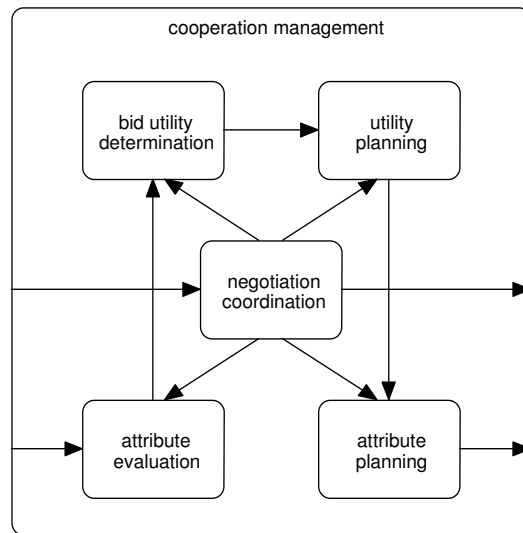 cooperation management
bid utility
determination
utility
planning
negotiation
coordination
attribute
evaluation
attribute
planning